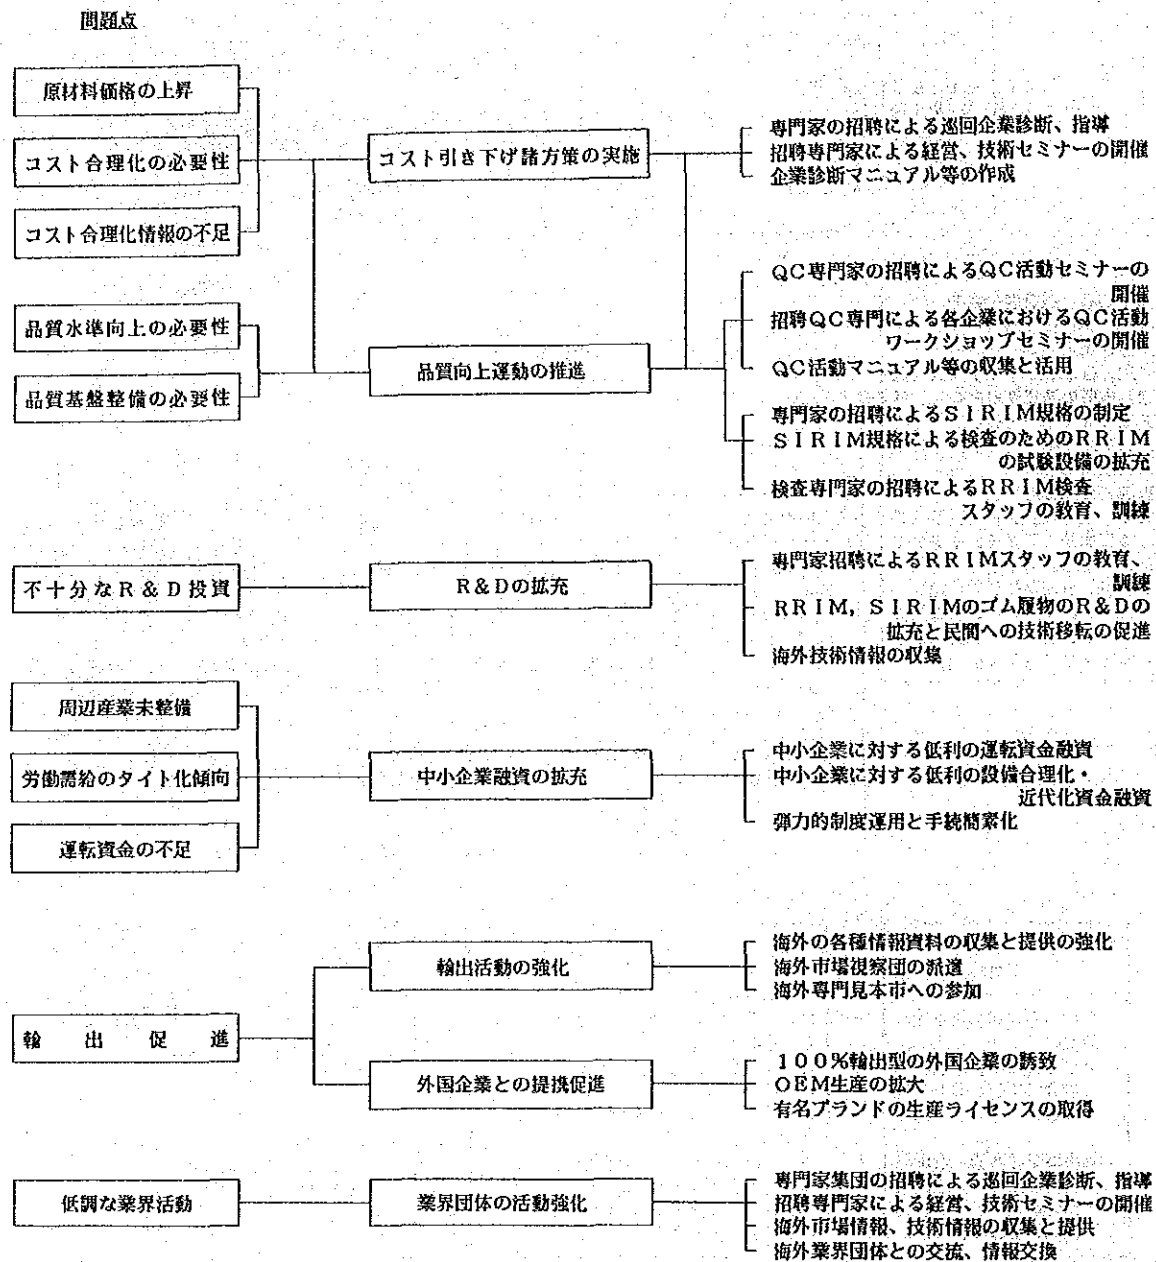 問題点
原材料価格の上昇
コスト合理化の必要性
コスト合理化情報の不足
コスト引き下げ諸方策の実施
専門家の招聘による巡回企業診断、指導
招聘専門家による経営、技術セミナーの開催
企業診断マニュアル等の作成
品質水準向上の必要性
品質基盤整備の必要性
品質向上運動の推進
QC専門家の招聘によるQC活動セミナーの
開催
招聘QC専門による各企業におけるQC活動
ワークショップセミナーの開催
QC活動マニュアル等の収集と活用
専門家の招聘によるSIRIM規格の制定
SIRIM規格による検査のためのRRIM
の試験設備の拡充
検査専門家の招聘によるRRIM検査
スタッフの教育、訓練
不十分なR&D投資
R&Dの拡充
専門家招聘によるRRIMスタッフの教育、
訓練
RRIM,SIRIMのゴム履物のR&Dの
拡充と民間への技術移転の促進
海外技術情報の収集
周辺産業未整備
労働需給のタイト化傾向
運転資金の不足
中小企業融資の拡充
中小企業に対する低利の運転資金融資
中小企業に対する低利の設備合理化・
近代化資金融資
弾力的制度運用と手続簡素化
輸出促進
輸出活動の強化
海外の各種情報資料の収集と提供の強化
海外市場視察団の派遣
海外専門見本市への参加
外国企業との提携促進
100%輸出型の外国企業の誘致
OEM生産の拡大
有名ブランドの生産ライセンスの取得
低調な業界活動
業界団体の活動強化
専門家集団の招聘による巡回企業診断、指導
招聘専門家による経営、技術セミナーの開催
海外市場情報、技術情報の収集と提供
海外業界団体との交流、情報交換